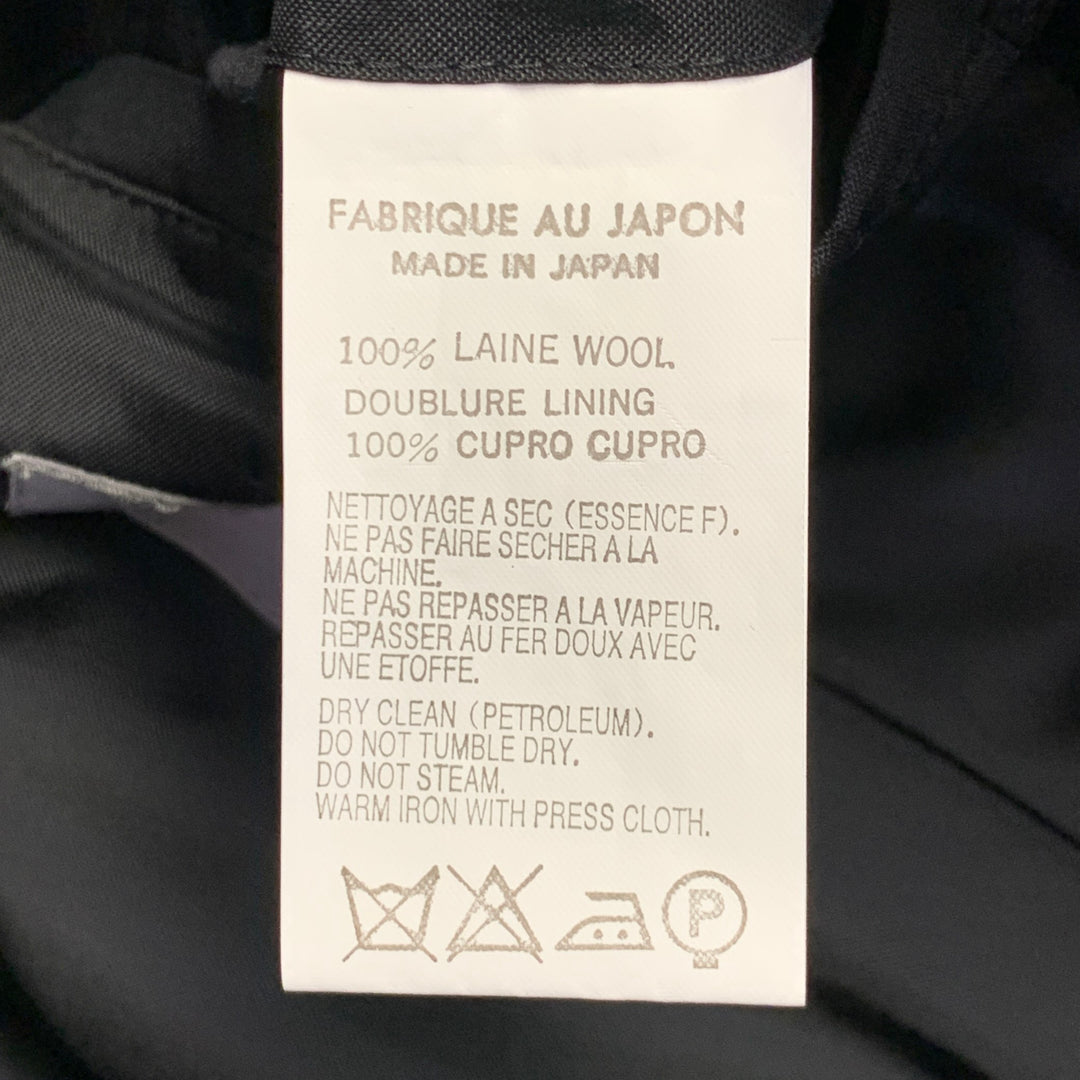 FABRIQUE AU JAPON
MADE IN JAPAN
100% LAINE WOOL
DOUBLURE LINING
100% CUPRO CUPRO
NETTOYAGE A SEC (ESSENCE F).
NE PAS FAIRE SECHER A LA
MACHINE.
NE PAS REPASSER A LA VAPEUR.
REPASSER AU FER DOUX AVEC
UNE ETOFFE.
DRY CLEAN (PETROLEUM).
DO NOT TUMBLE DRY.
DO NOT STEAM.
WARM IRON WITH PRESS CLOTH.
P